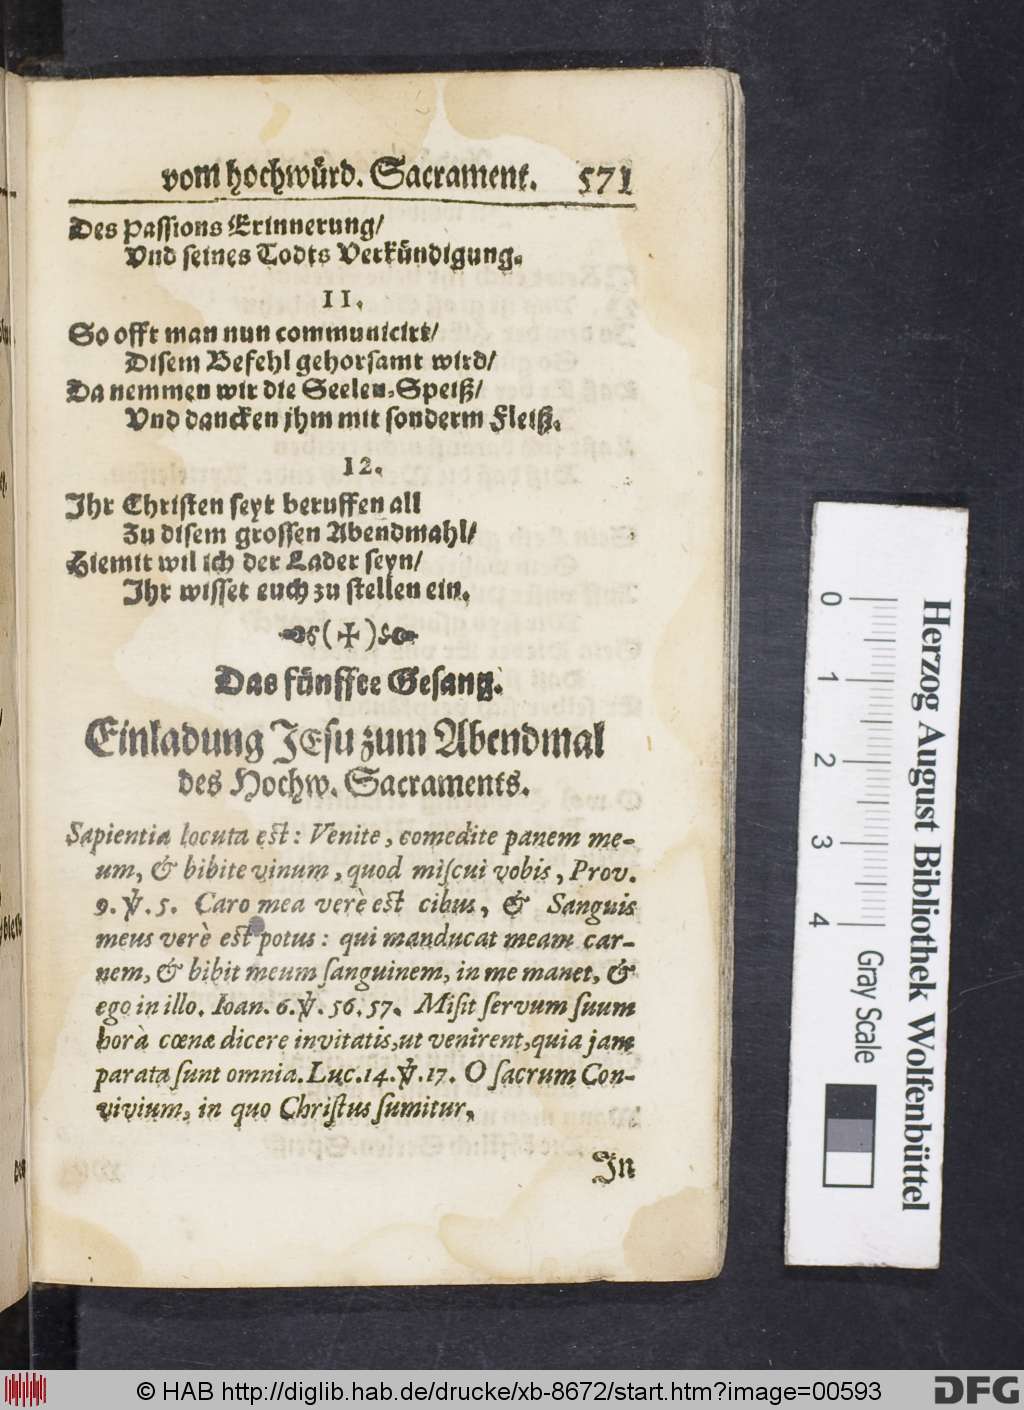 vom hochwürd. Sacrament. 571
Des Passions Erinnerung/
Vnd seines Todts Verkündigung.
11.
So offt man nun communicirt/
Disem Befehl gehorsamt wird/
Da nemmen wir die Seelen-Speiß/
Vnd dancken jhm mit sonderm Fleiß.
12.
Ihr Christen seyt beruffen all
Zu disem grossen Abendmahl/
Hiemit wil ich der Lader seyn/
Ihr wisset euch zu stellen ein.
(✠)
Das fünffte Gesang.
Einladung JEsu zum Abendmal
des Hochw. Sacraments.
Sapientia locuta est: Venite, comedite panem me-
um, & bibite vinum, quod miscui vobis, Prov.
9. ℣. 5. Caro mea verè est cibus, & Sanguis
meus verè est potus: qui manducat meam car-
nem, & bibit meum sanguinem, in me manet, &
ego in illo. Ioan. 6. ℣. 56. 57. Misit servum suum
horà cœnæ dicere invitatis, ut venirent, quia jam
parata sunt omnia. Luc. 14. ℣. 17. O sacrum Con-
vivium, in quo Christus sumitur,
In
Herzog August Bibliothek Wolfenbüttel
0 1 2 3 4 Gray Scale
© HAB http://diglib.hab.de/drucke/xb-8672/start.htm?image=00593
DFG